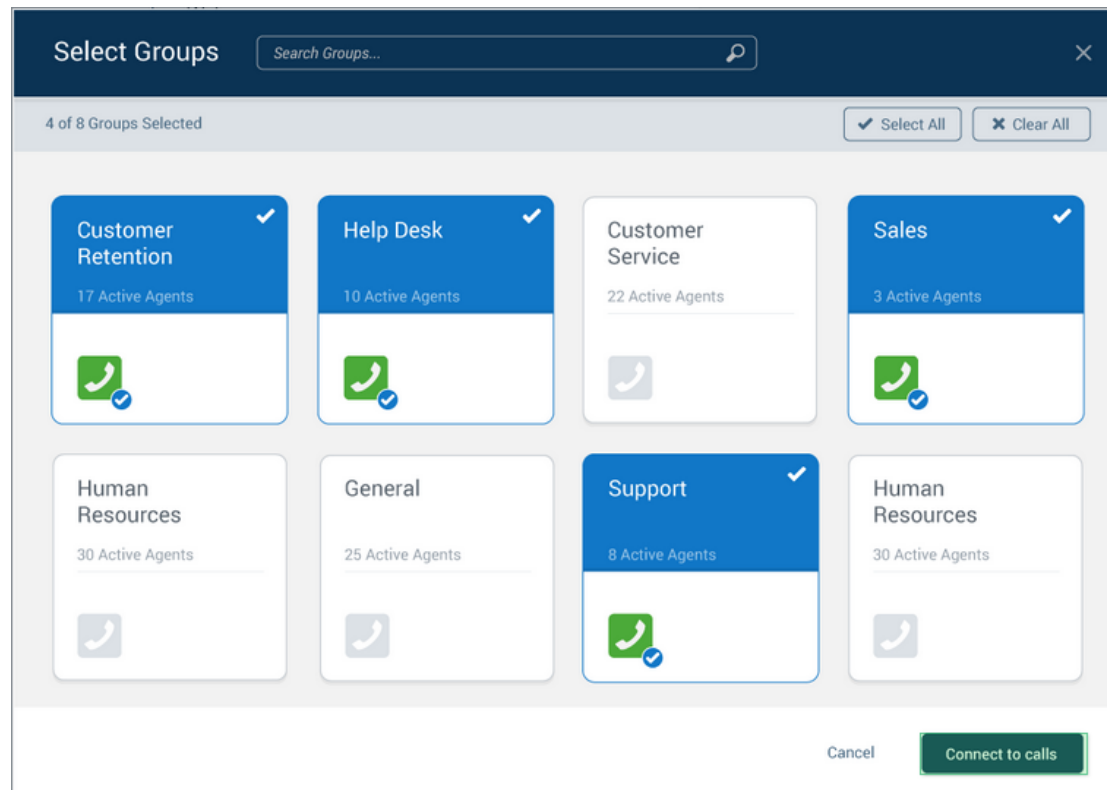 Select Groups
Search Groups...
4 of 8 Groups Selected
Select All
Clear All
Customer
Retention
17 Active Agents
Help Desk
10 Active Agents
Customer
Service
22 Active Agents
Sales
3 Active Agents
Human
Resources
30 Active Agents
General
25 Active Agents
Support
8 Active Agents
Human
Resources
30 Active Agents
Cancel
Connect to calls